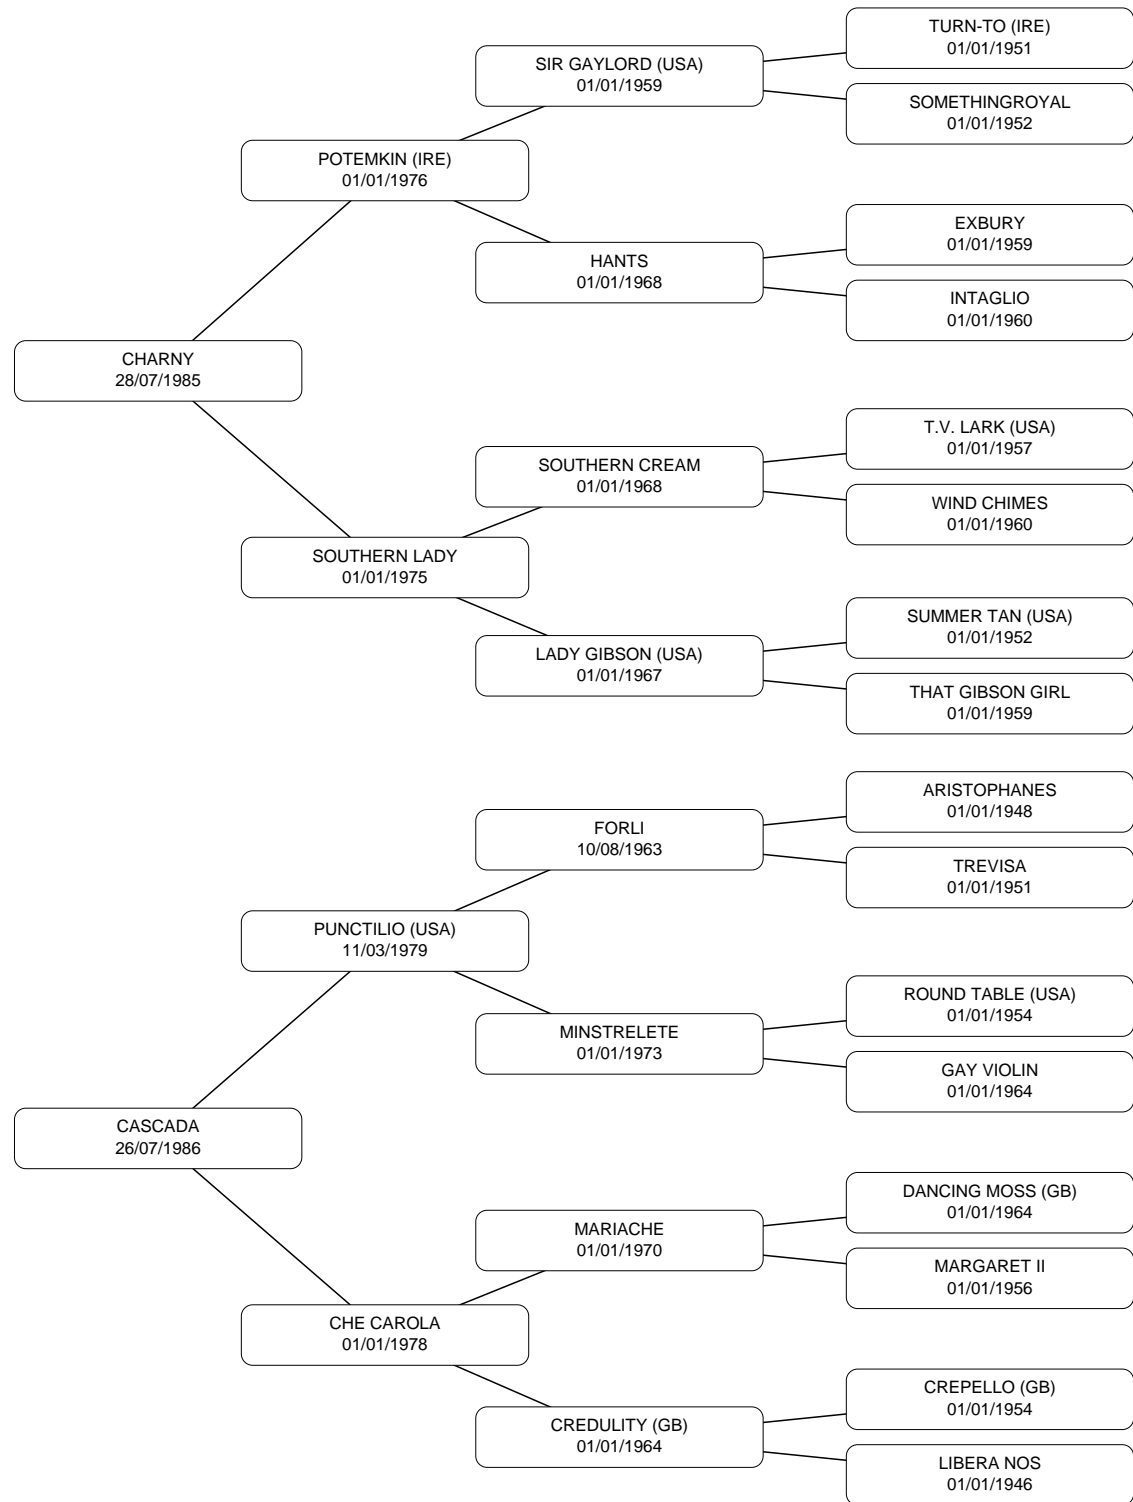 TURN-TO (IRE)
01/01/1951
SIR GAYLORD (USA)
01/01/1959
SOMETHINGROYAL
01/01/1952
POTEMKIN (IRE)
01/01/1976
EXBURY
01/01/1959
HANTS
01/01/1968
INTAGLIO
01/01/1960
CHARNY
28/07/1985
T.V. LARK (USA)
01/01/1957
SOUTHERN CREAM
01/01/1968
WIND CHIMES
01/01/1960
SOUTHERN LADY
01/01/1975
SUMMER TAN (USA)
01/01/1952
LADY GIBSON (USA)
01/01/1967
THAT GIBSON GIRL
01/01/1959
ARISTOPHANES
01/01/1948
FORLI
10/08/1963
TREVISA
01/01/1951
PUNCTILIO (USA)
11/03/1979
ROUND TABLE (USA)
01/01/1954
MINSTRELETE
01/01/1973
GAY VIOLIN
01/01/1964
CASCADA
26/07/1986
DANCING MOSS (GB)
01/01/1964
MARIACHE
01/01/1970
MARGARET II
01/01/1956
CHE CAROLA
01/01/1978
CREPELLO (GB)
01/01/1954
CREDULITY (GB)
01/01/1964
LIBERA NOS
01/01/1946